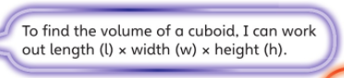 To find the volume of a cuboid, I can work
out length (l) × width (w) × height (h).